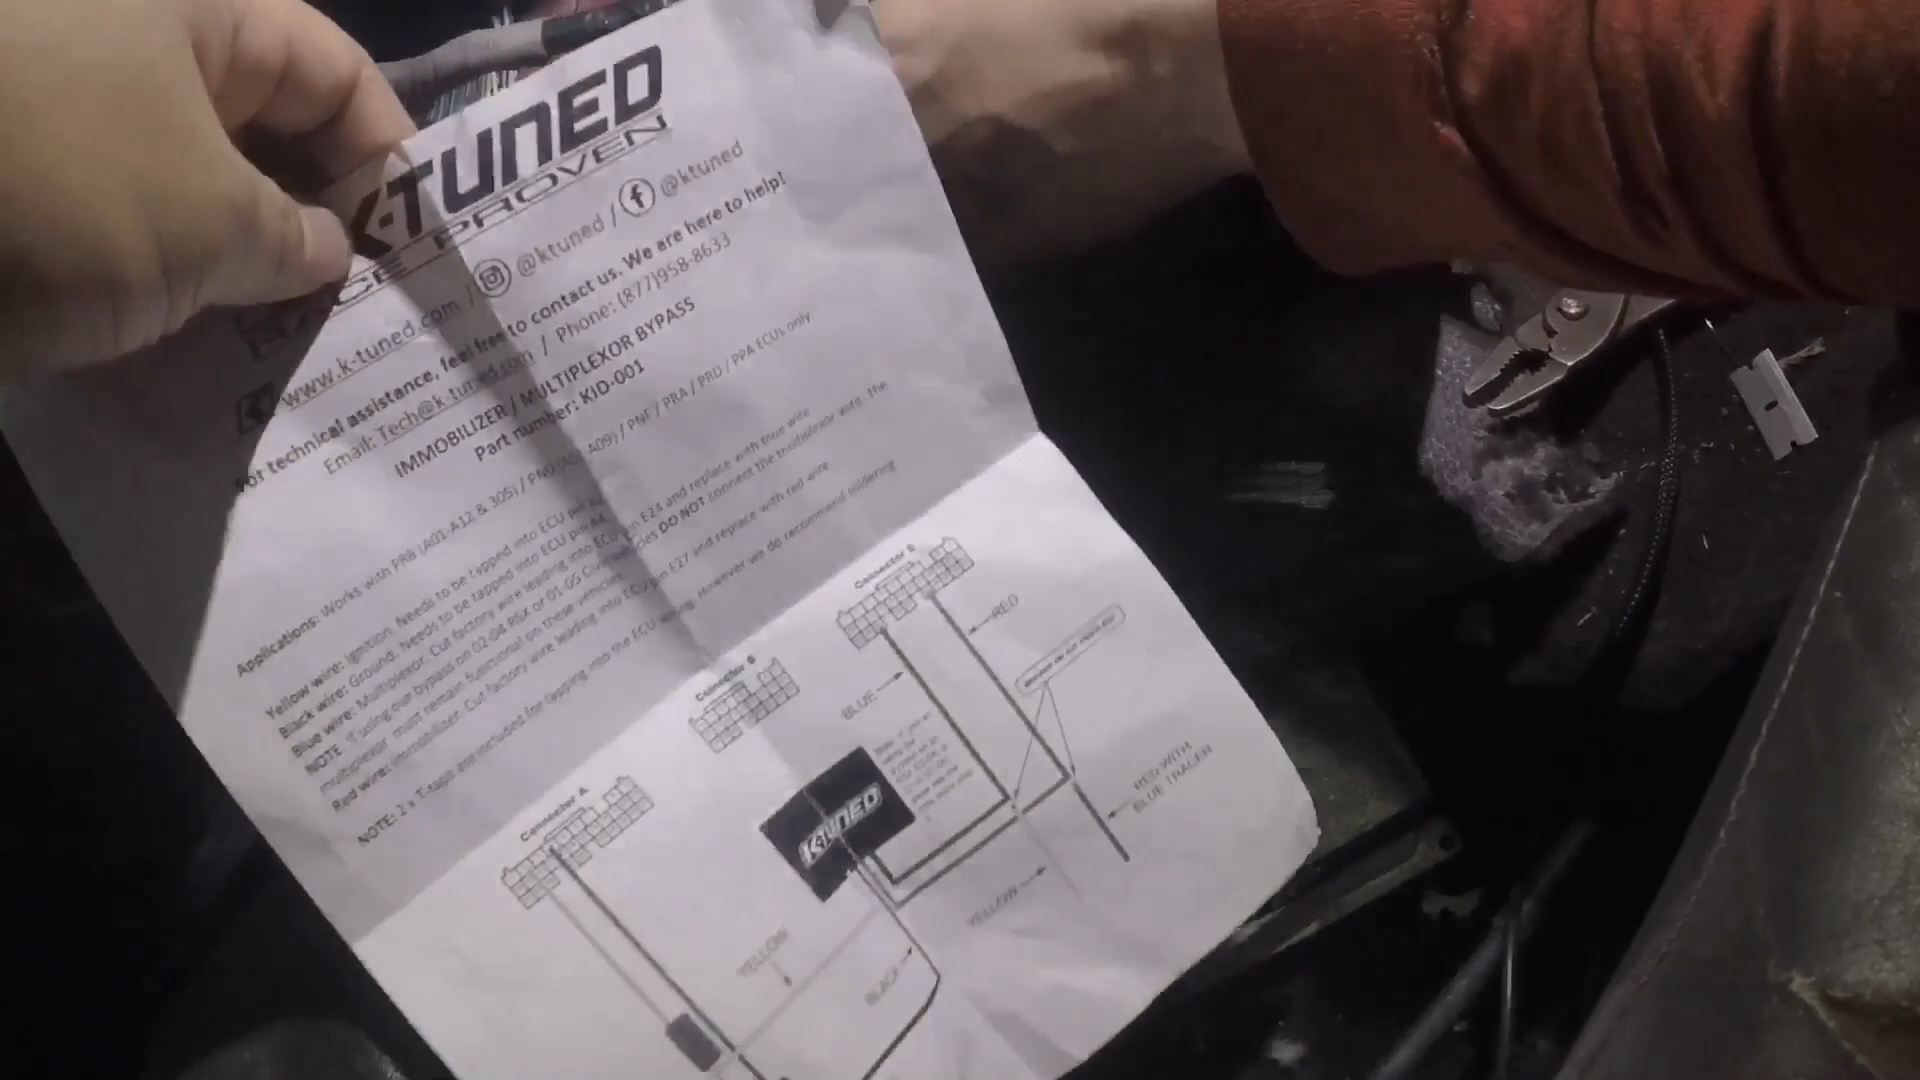 K-TUNED
RACE PROVEN
www.k-tuned.com / @ktuned / @ktuned
For technical assistance, feel free to contact us. We are here to help!
Email: Tech@k-tuned.com / Phone: (877)958-8633
IMMOBILIZER / MULTIPLEXOR BYPASS
Part number: KID-001
Applications: Works with PRB (A01-A12 & 305) / PND A09) / PNF / PRA / PRD / PPA ECUs only.
Yellow wire: Ignition. Needs to be tapped into ECU pin
Black wire: Ground. Needs to be tapped into ECU pin
Blue wire: Multiplexor. Cut factory wire leading into ECU pin E24 and replace with blue wire
NOTE: If using our bypass on 02-04 RSX or 01-05 DO NOT connect the multiplexor wire, the
multiplexor must remain functional on these vehicles
Red wire: Immobilizer. Cut factory wire leading into ECU pin E27 and replace with red wire
NOTE: 2 x T-taps are included for tapping into the ECU However we do recommend soldering
Connector E
RED
Connector B
BLUE
RED WITH
BLUE TRACER
Connector A
K-TUNED
YELLOW
YELLOW
BLACK